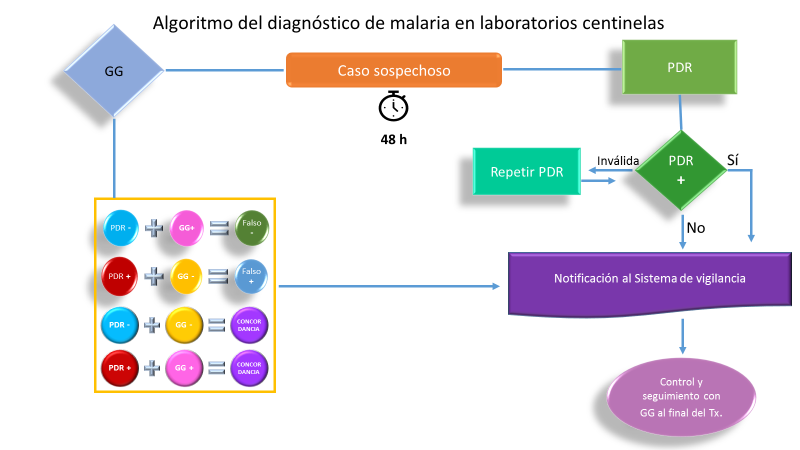 Algoritmo del diagnóstico de malaria en laboratorios centinelas
GG
Caso sospechoso
PDR
48 h
PDR
+
Inválida
Sí
Repetir PDR
No
PDR -
GG+
Falso
-
PDR +
GG -
Falso
+
PDR -
GG -
CONCOR
DANCIA
PDR +
GG +
CONCOR
DANCIA
Notificación al Sistema de vigilancia
Control y
seguimiento con
GG al final del Tx.